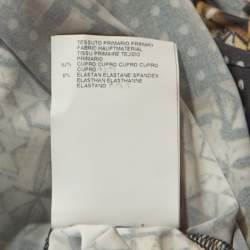 TESSUTO PRIMARIO PRIMARY
FABRIC HAUPTMATERIAL
TISSU PRIMAIRE TEJIDO
PRIMARIO
92% CUPRO CUPRO CUPRO CUPRO
CUPRO
8% ELASTAN ELASTANE SPANDEX
ELASTHAN ELASTHANNE
ELASTANO